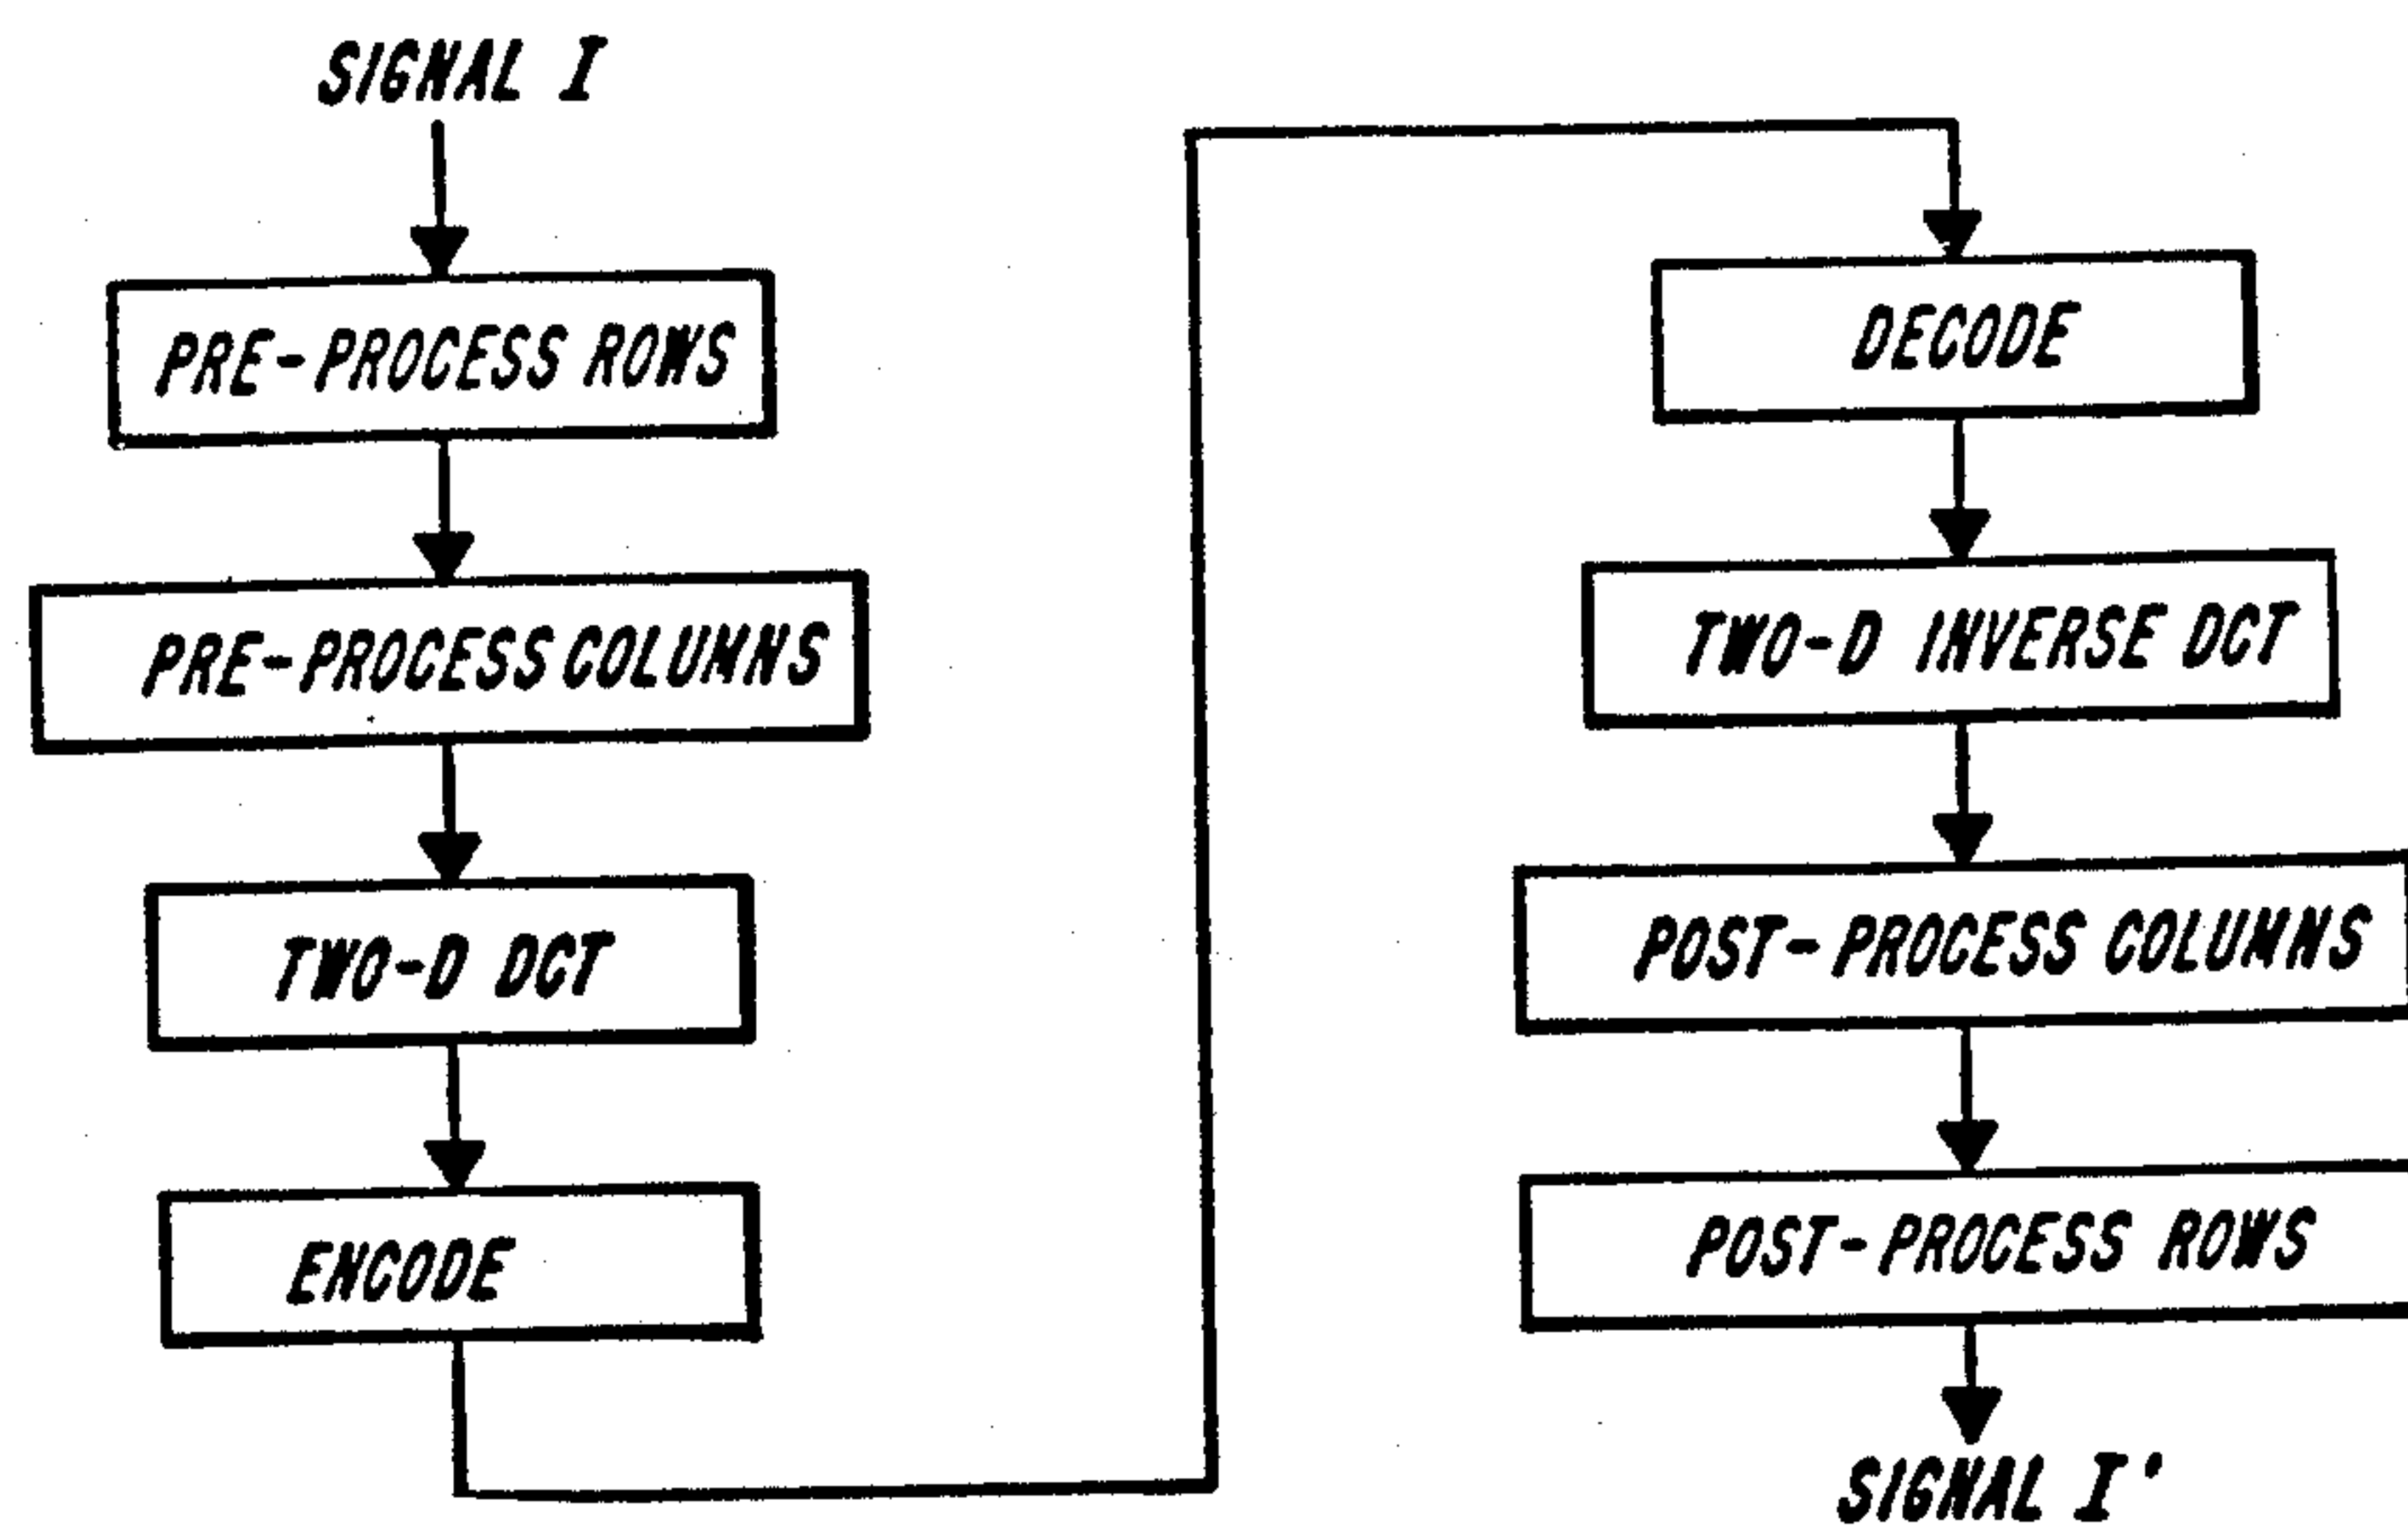 SIGNAL I
PRE-PROCESS ROWS
PRE-PROCESS COLUMNS
TWO-D DCT
ENCODE
DECODE
TWO-D INVERSE DCT
POST-PROCESS COLUMNS
POST-PROCESS ROWS
SIGNAL I'